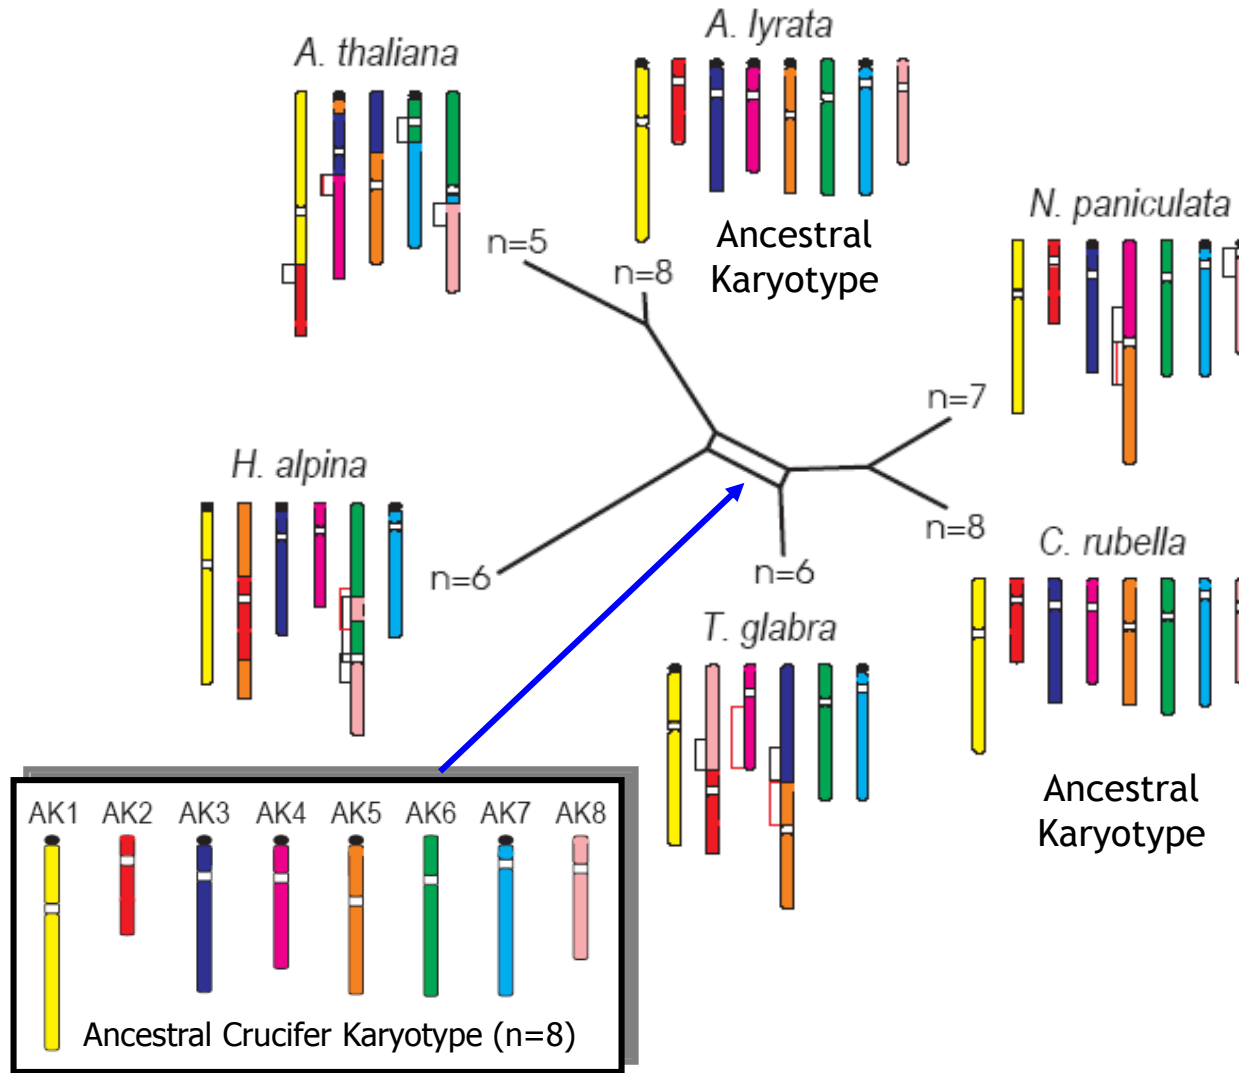 A. thaliana
A. lyrata
Ancestral
Karyotype
N. paniculata
n=5
n=8
n=7
H. alpina
n=8
n=6
n=6
C. rubella
T. glabra
Ancestral
Karyotype
AK1 AK2 AK3 AK4 AK5 AK6 AK7 AK8
Ancestral Crucifer Karyotype (n=8)